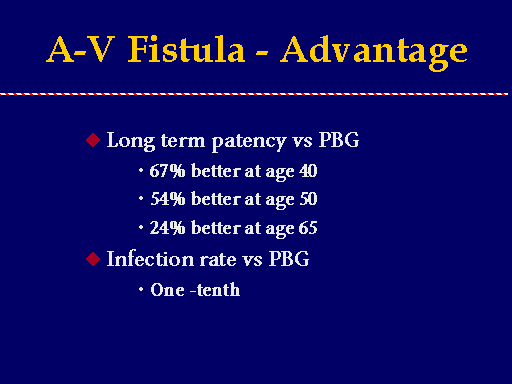 A-V Fistula - Advantage
Long term patency vs PBG
• 67% better at age 40
• 54% better at age 50
• 24% better at age 65
Infection rate vs PBG
• One -tenth